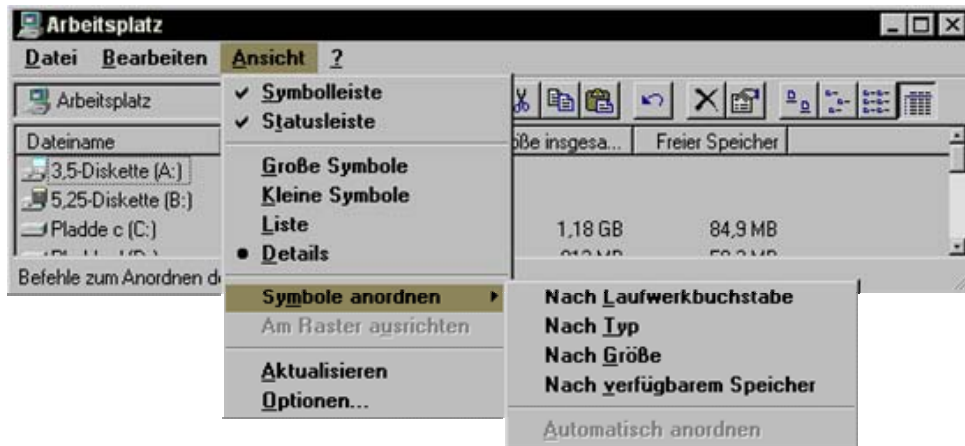 Arbeitsplatz
Datei Bearbeiten Ansicht ?
Arbeitsplatz
Dateiname insgesa... Freier Speicher
3,5-Diskette (A:)
5,25-Diskette (B:)
Pladde c (C:) 1,18 GB 84,9 MB
Befehle zum Anordnen
Symbolleiste
Statusleiste
Große Symbole
Kleine Symbole
Liste
Details
Symbole anordnen
Am Raster ausrichten
Aktualisieren
Optionen...
Nach Laufwerkbuchstabe
Nach Typ
Nach Größe
Nach verfügbarem Speicher
Automatisch anordnen